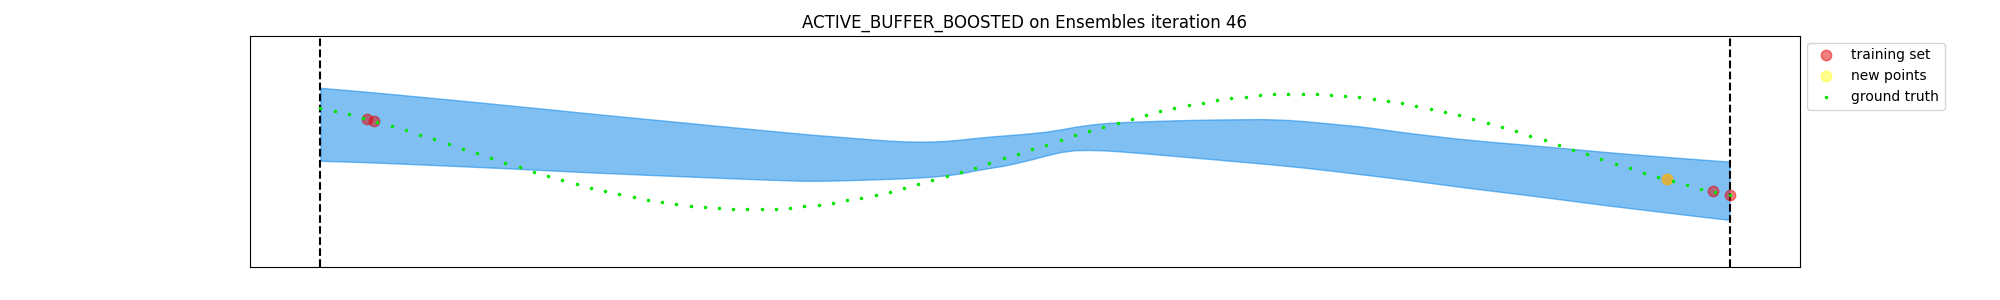 ACTIVE_BUFFER_BOOSTED on Ensembles iteration 46
training set
new points
ground truth